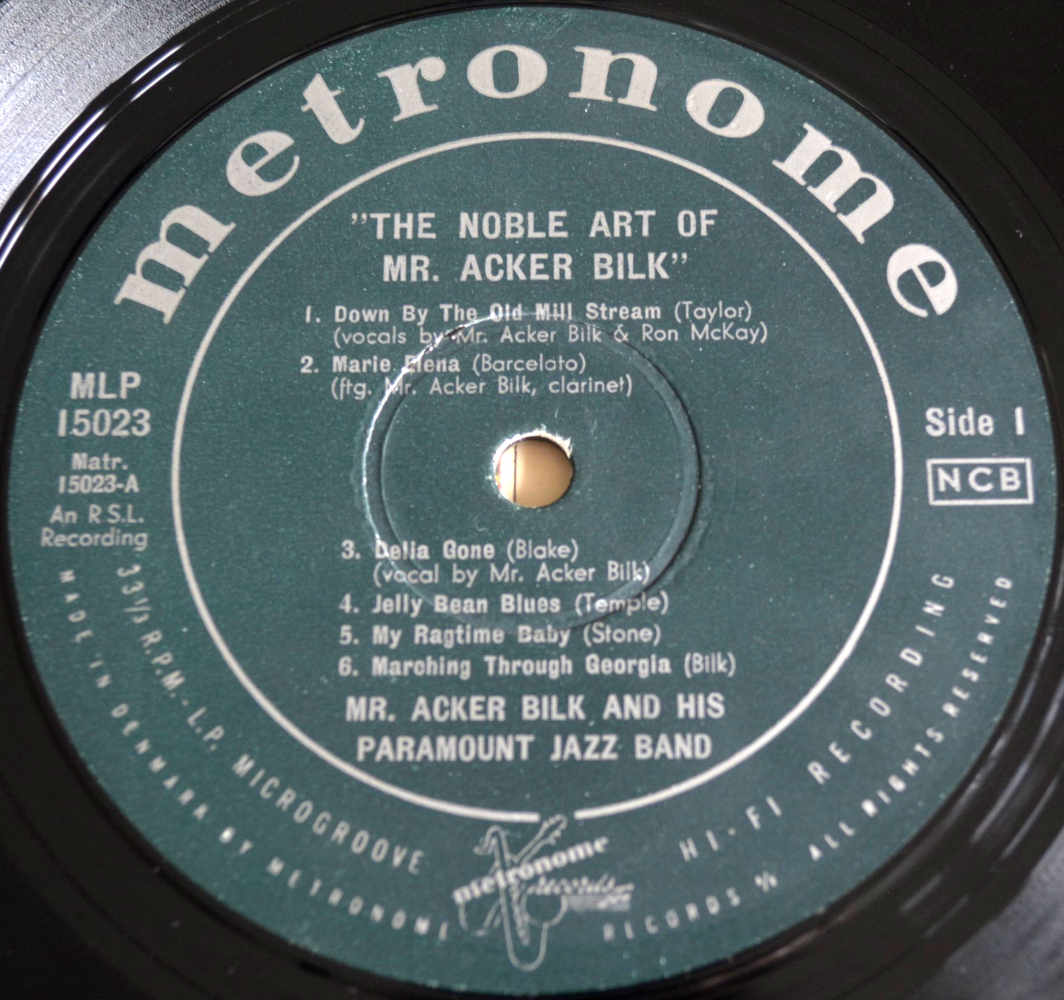 metronome
"THE NOBLE ART OF
MR. ACKER BILK"
1. Down By The Old Mill Stream (Taylor)
(vocals by Mr. Acker Bilk & Ron McKay)
2. Marie Elena (Barcelato)
(ftg. Mr. Acker Bilk, clarinet)
MLP
15023
Matr.
15023-A
An R S.L.
Recording
Side 1
NCB
3. Delia Gone (Blake)
(vocal by Mr. Acker Bilk)
4. Jelly Bean Blues (Temple)
5. My Ragtime Baby (Stone)
6. Marching Through Georgia (Bilk)
MR. ACKER BILK AND HIS
PARAMOUNT JAZZ BAND
33 1/3 R.P.M. - L.P. MICROGROOVE
HI-FI RECORDING
MADE IN DENMARK BY METRONOME
RECORDS % ALL RIGHTS RESERVED
metronome
records